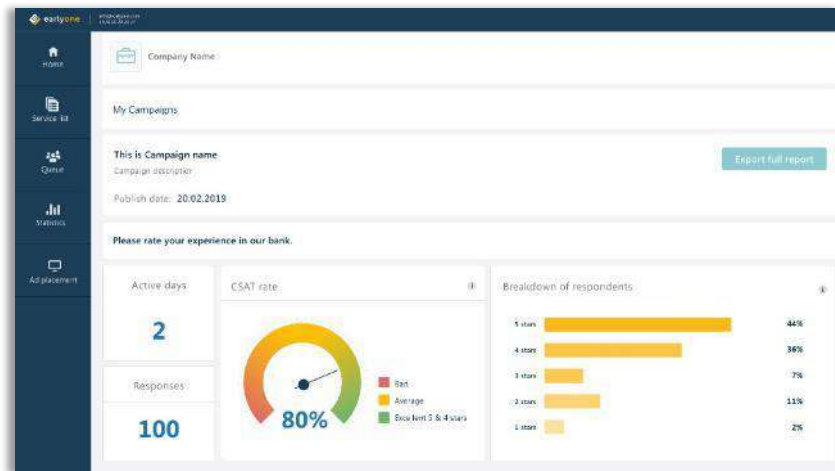 earlyone
Home
Company Name
Service list
My Campaigns
Queue
This is Campaign name
Campaign description
Export full report
Publish date: 20.02.2019
Statistics
Please rate your experience in our bank.
Ad placement
Active days
2
Responses
100
CSAT rate
80%
Bad
Average
Excellent 5 & 4 stars
Breakdown of respondents
5 stars 44%
4 stars 36%
3 stars 7%
2 stars 11%
1 stars 2%